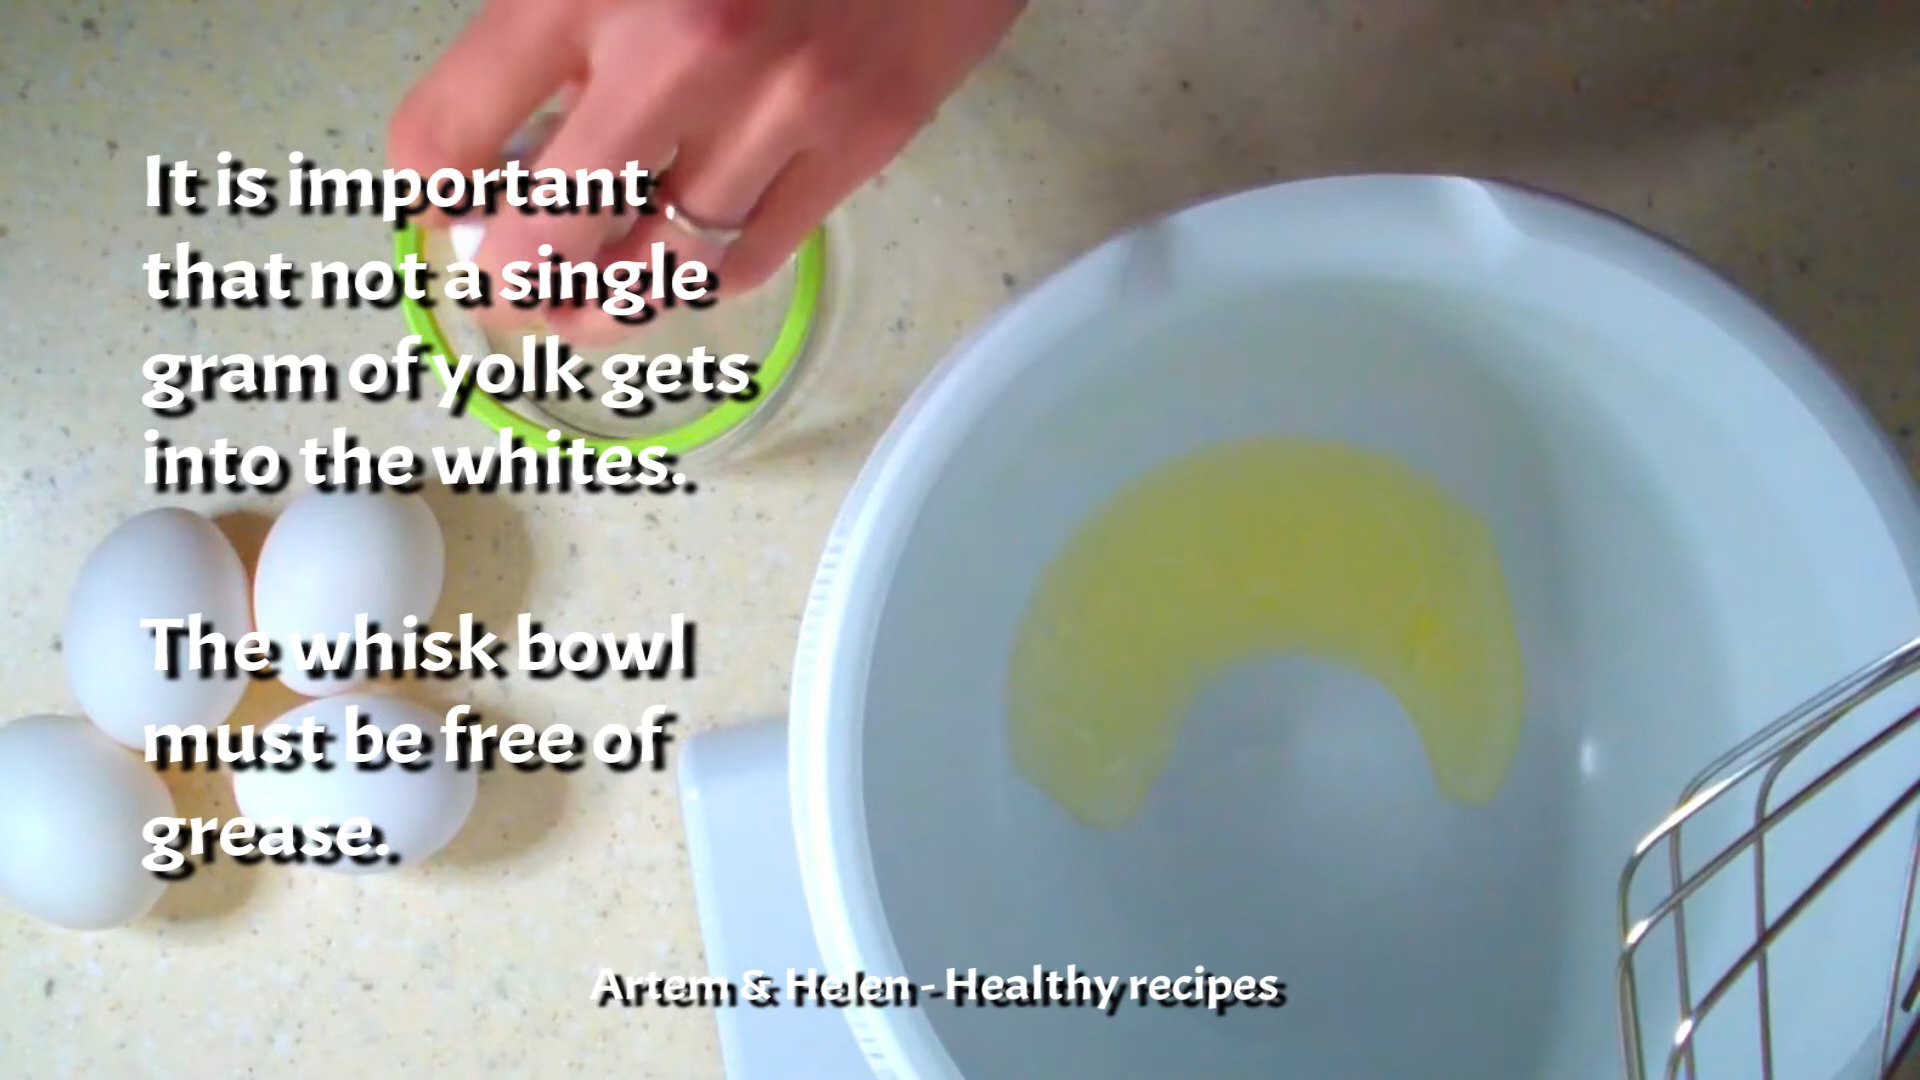 It is important
that not a single
gram of yolk gets
into the whites.
The whisk bowl
must be free of
grease.
Artem & Helen - Healthy recipes